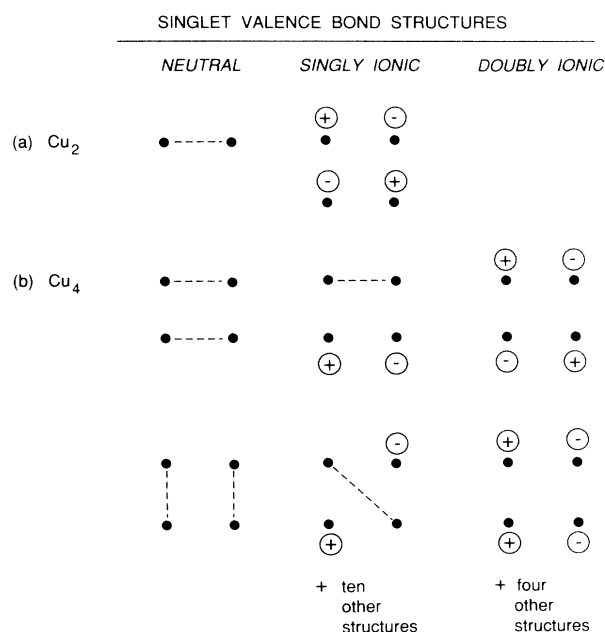 SINGLET VALENCE BOND STRUCTURES
NEUTRAL SINGLY IONIC DOUBLY IONIC
+ -
(a) Cu2
- +
+ -
(b) Cu4
+ - - +
- + -
+ + -
+ ten + four
other other
structures structures